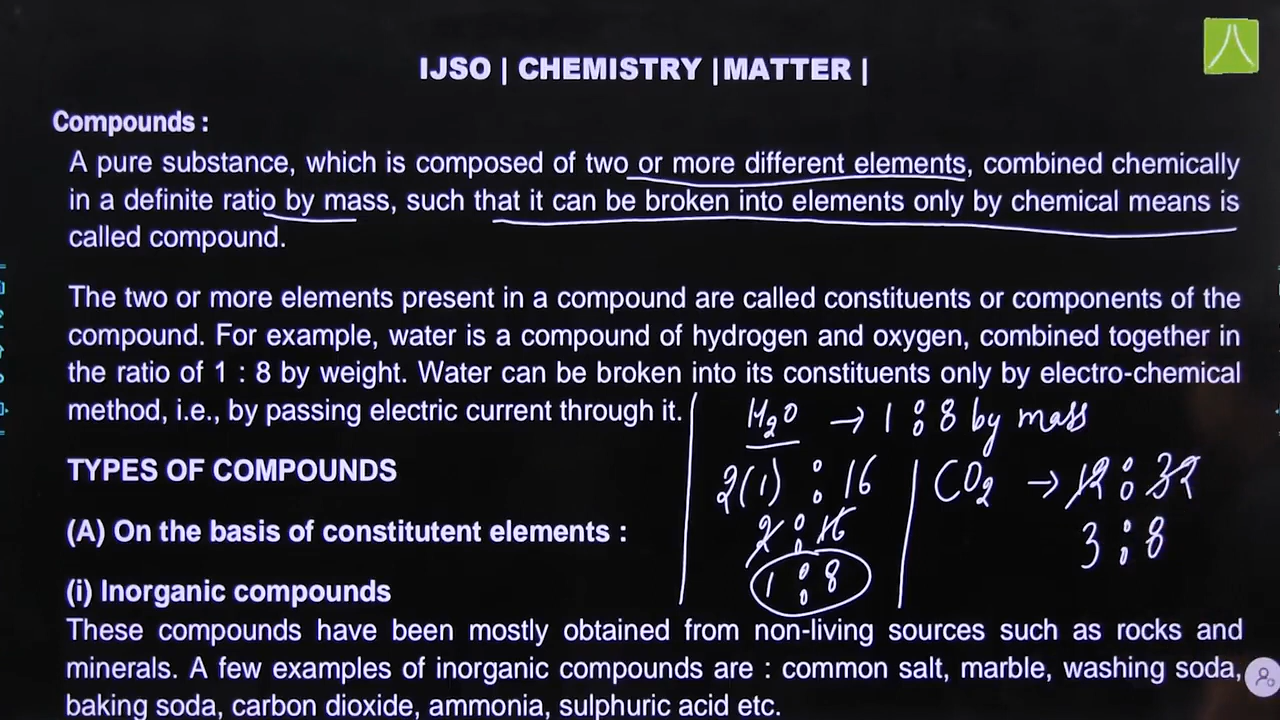 IJSO | CHEMISTRY |MATTER |
Compounds :
A pure substance, which is composed of two or more different elements, combined chemically
in a definite ratio by mass, such that it can be broken into elements only by chemical means is
called compound.
The two or more elements present in a compound are called constituents or components of the
compound. For example, water is a compound of hydrogen and oxygen, combined together in
the ratio of 1 : 8 by weight. Water can be broken into its constituents only by electro-chemical
method, i.e., by passing electric current through it.
H₂O → 1 : 8 by mass
2(1) : 16
2 : 16
1 : 8
CO₂ → 12 : 32
3 : 8
TYPES OF COMPOUNDS
(A) On the basis of constitutent elements :
(i) Inorganic compounds
These compounds have been mostly obtained from non-living sources such as rocks and
minerals. A few examples of inorganic compounds are : common salt, marble, washing soda,
baking soda, carbon dioxide, ammonia, sulphuric acid etc.